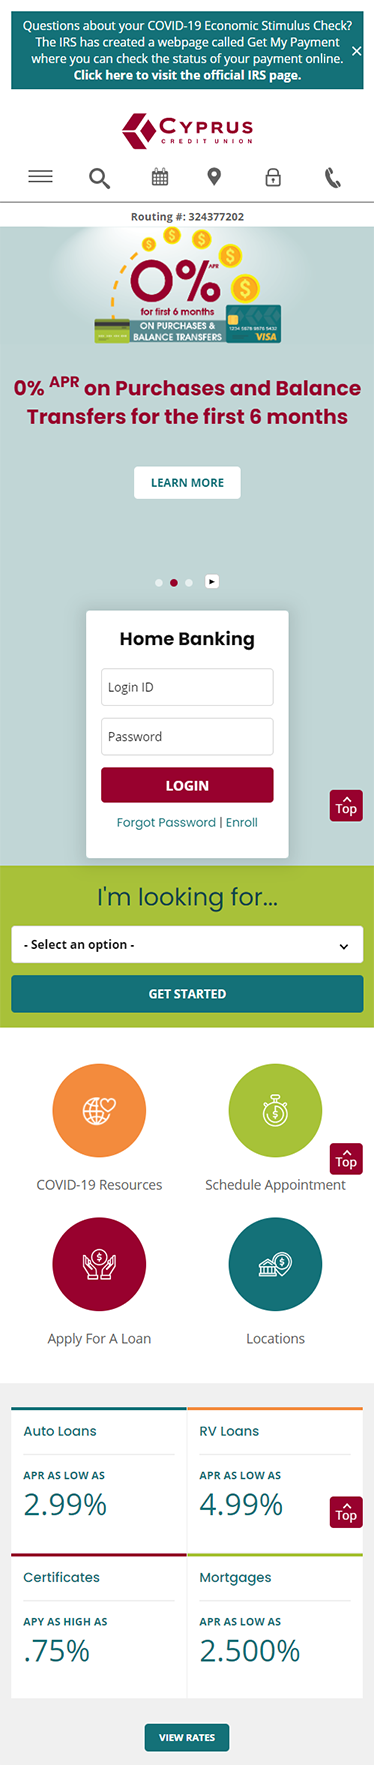 Questions about your COVID-19 Economic Stimulus Check?
The IRS has created a webpage called Get My Payment
where you can check the status of your payment online.
Click here to visit the official IRS page.
CYPRUS
CREDIT UNION
Routing #: 324377202
0% APR
for first 6 months
ON PURCHASES &
BALANCE TRANSFERS
VISA
0% APR on Purchases and Balance
Transfers for the first 6 months
LEARN MORE
Home Banking
Login ID
Password
LOGIN
Forgot Password | Enroll
Top
I'm looking for...
- Select an option -
GET STARTED
COVID-19 Resources
Schedule Appointment
Top
Apply For A Loan
Locations
Auto Loans
APR AS LOW AS
2.99%
RV Loans
APR AS LOW AS
4.99%
Top
Certificates
APY AS HIGH AS
.75%
Mortgages
APR AS LOW AS
2.500%
VIEW RATES